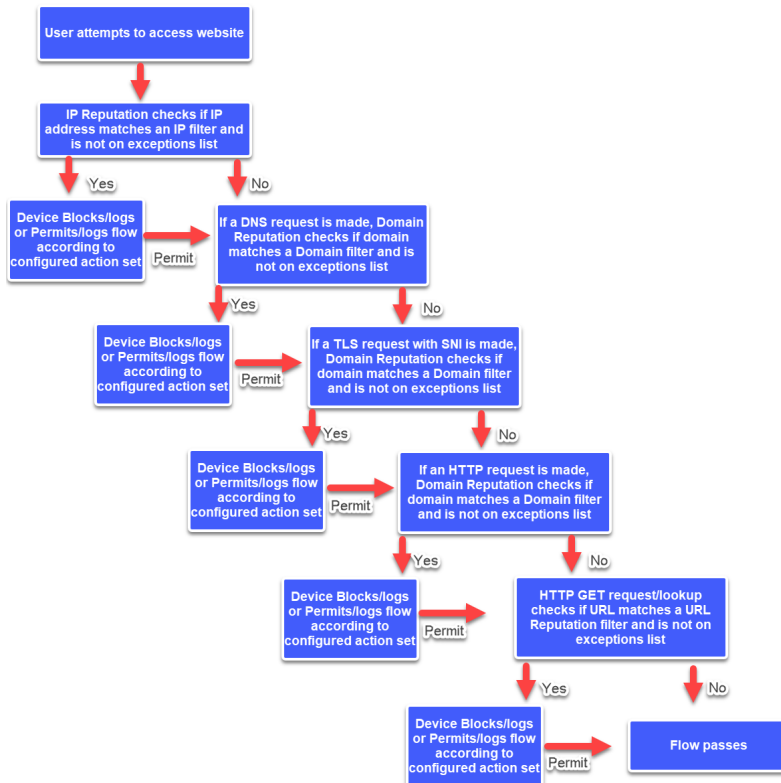 User attempts to access website
IP Reputation checks if IP
address matches an IP filter and
is not on exceptions list
Yes
No
Device Blocks/logs
or Permits/logs flow
according to
configured action set
Permit
If a DNS request is made, Domain
Reputation checks if domain
matches a Domain filter and is
not on exceptions list
Yes
No
Device Blocks/logs
or Permits/logs flow
according to
configured action set
Permit
If a TLS request with SNI is made,
Domain Reputation checks if
domain matches a Domain filter
and is not on exceptions list
Yes
No
Device Blocks/logs
or Permits/logs flow
according to
configured action set
Permit
If an HTTP request is made,
Domain Reputation checks if
domain matches a Domain filter
and is not on exceptions list
Yes
No
Device Blocks/logs
or Permits/logs flow
according to
configured action set
Permit
HTTP GET request/lookup
checks if URL matches a URL
Reputation filter and is not on
exceptions list
Yes
No
Device Blocks/logs
or Permits/logs flow
according to
configured action set
Permit
Flow passes